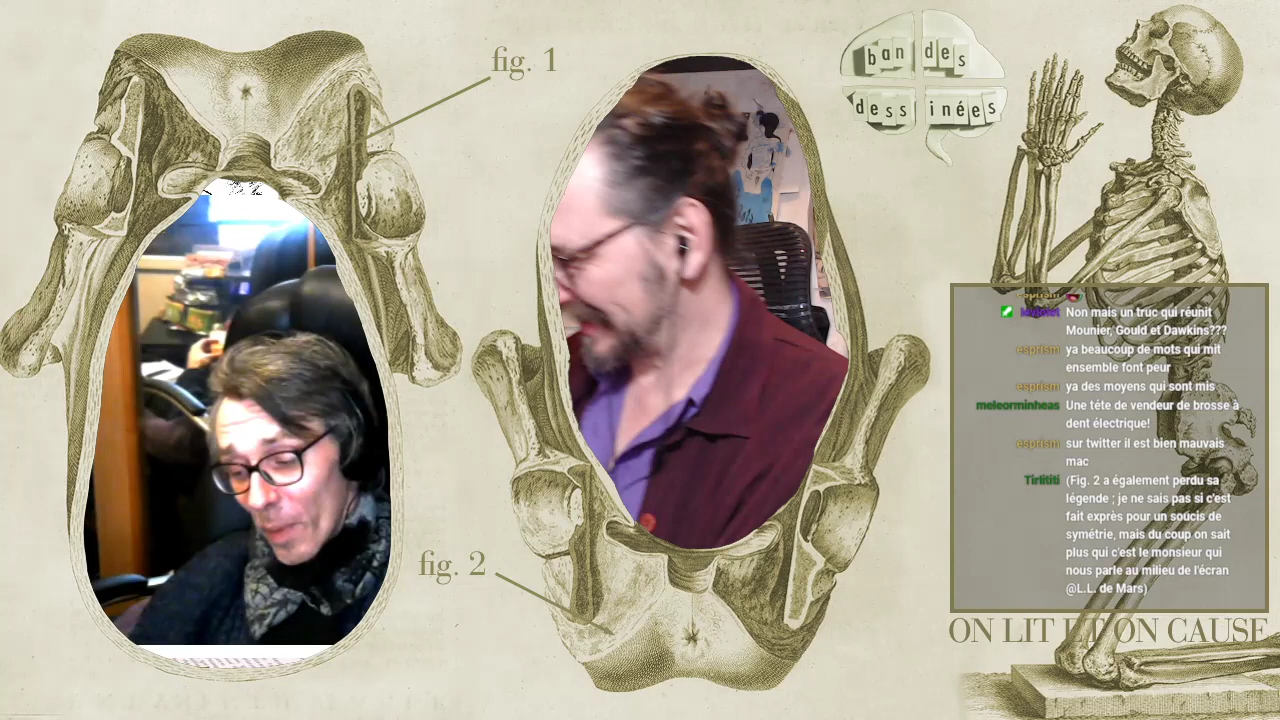 fig. 1
ban des
dess inées
esprism
Non mais un truc qui réunit
Mounier, Gould et Dawkins???
esprism ya beaucoup de mots qui mit
ensemble font peur
esprism ya des moyens qui sont mis
meleorminheas Une téte de vendeur de brosse à
dent électrique!
esprism sur twitter il est bien mauvais
mac
Tirlititi (Fig. 2 a également perdu sa
légende ; je ne sais pas si c'est
fait exprès pour un soucis de
symétrie, mais du coup on sait
plus qui c'est le monsieur qui
nous parle au milieu de l'écran
@L.L. de Mars)
fig. 2
ON LIT ET ON CAUSE